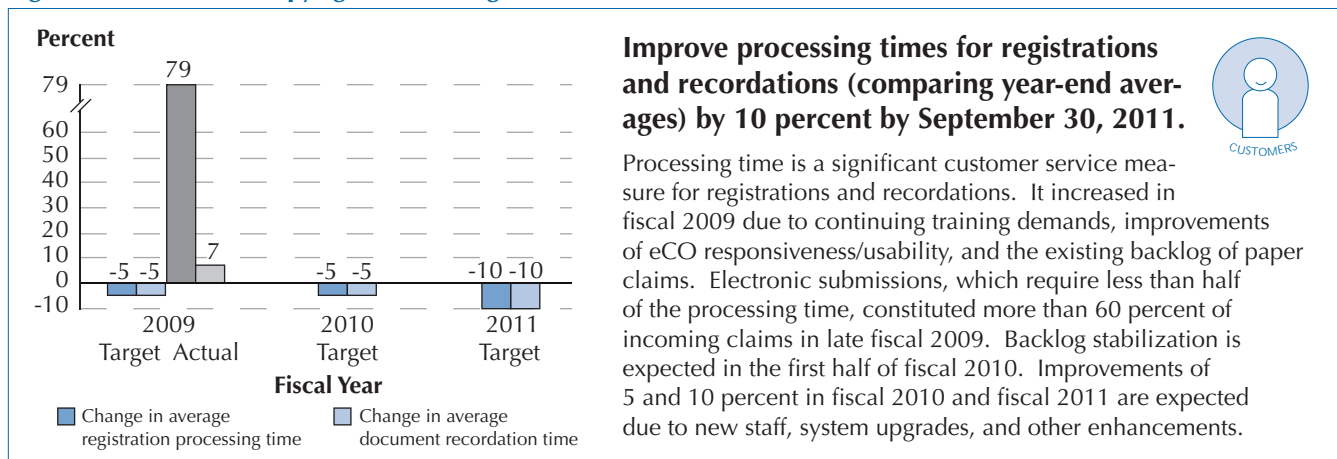 Percent
79
79
60
50
40
30
20
10
0
-10
-5 -5
7
-5 -5
-10 -10
2009
2010
2011
Target Actual
Target
Target
Fiscal Year
Change in average
registration processing time
Change in average
document recordation time
Improve processing times for registrations
and recordations (comparing year-end aver-
ages) by 10 percent by September 30, 2011.
CUSTOMERS
Processing time is a significant customer service mea-
sure for registrations and recordations. It increased in
fiscal 2009 due to continuing training demands, improvements
of eCO responsiveness/usability, and the existing backlog of paper
claims. Electronic submissions, which require less than half
of the processing time, constituted more than 60 percent of
incoming claims in late fiscal 2009. Backlog stabilization is
expected in the first half of fiscal 2010. Improvements of
5 and 10 percent in fiscal 2010 and fiscal 2011 are expected
due to new staff, system upgrades, and other enhancements.